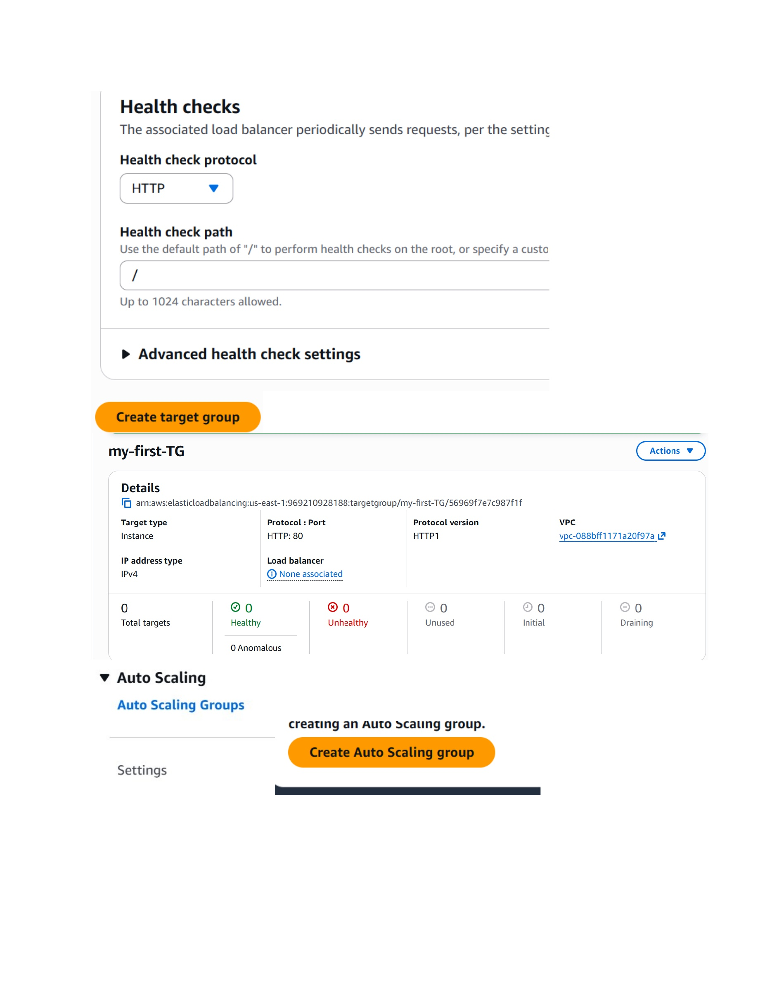 Health checks
The associated load balancer periodically sends requests, per the setting
Health check protocol
HTTP
Health check path
Use the default path of "/" to perform health checks on the root, or specify a custo
/
Up to 1024 characters allowed.
Advanced health check settings
Create target group
my-first-TG
Actions
Details
arn:aws:elasticloadbalancing:us-east-1:969210928188:targetgroup/my-first-TG/56969f7e7c987f1f
Target type
Instance
Protocol : Port
HTTP: 80
Protocol version
HTTP1
VPC
vpc-088bff1171a20f97a
IP address type
IPv4
Load balancer
None associated
0
Total targets
0
Healthy
0 Anomalous
0
Unhealthy
0
Unused
0
Initial
0
Draining
Auto Scaling
Auto Scaling Groups
Settings
creating an Auto Scaling group.
Create Auto Scaling group